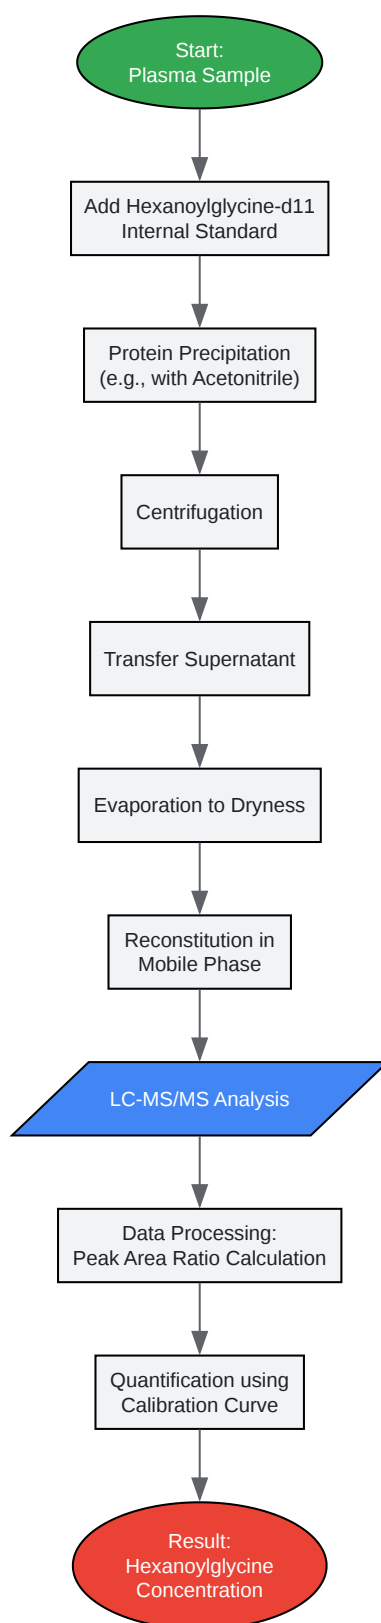 Start:
Plasma Sample
Add Hexanoylglycine-d11
Internal Standard
Protein Precipitation
(e.g., with Acetonitrile)
Centrifugation
Transfer Supernatant
Evaporation to Dryness
Reconstitution in
Mobile Phase
LC-MS/MS Analysis
Data Processing:
Peak Area Ratio Calculation
Quantification using
Calibration Curve
Result:
Hexanoylglycine
Concentration